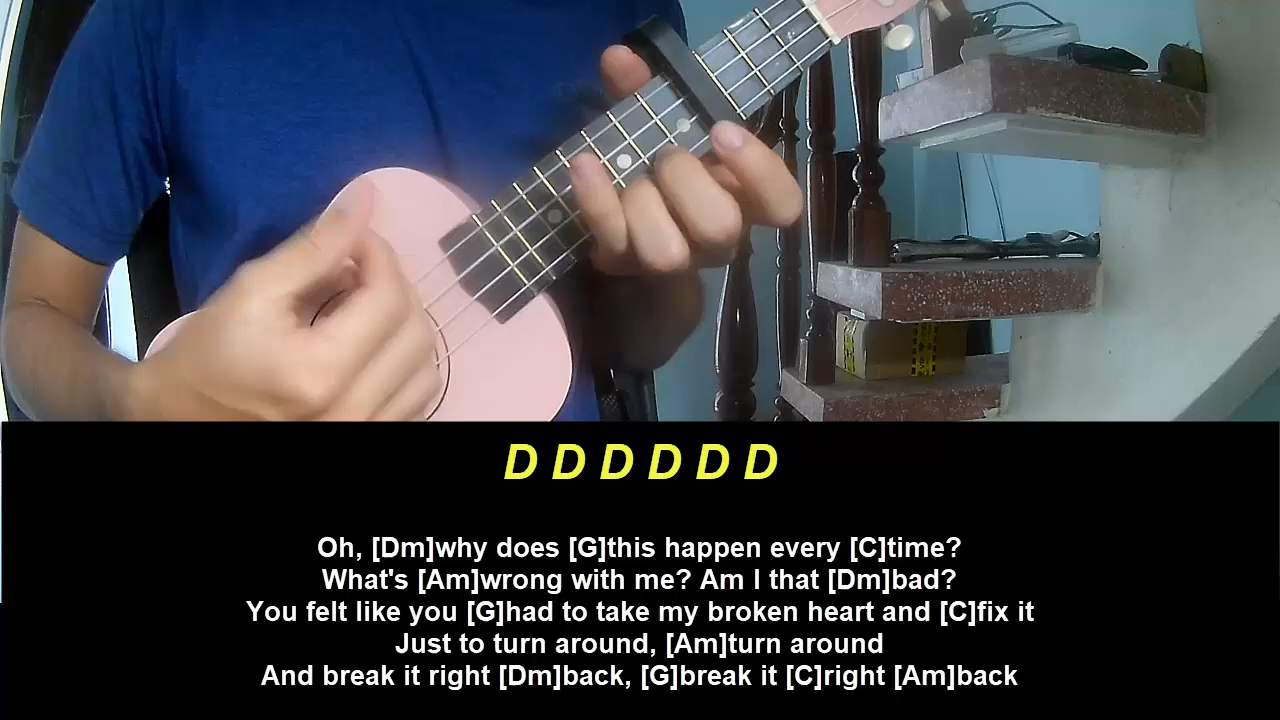 D D D D D D
Oh, [Dm]why does [G]this happen every [C]time?
What's [Am]wrong with me? Am I that [Dm]bad?
You felt like you [G]had to take my broken heart and [C]fix it
Just to turn around, [Am]turn around
And break it right [Dm]back, [G]break it [C]right [Am]back